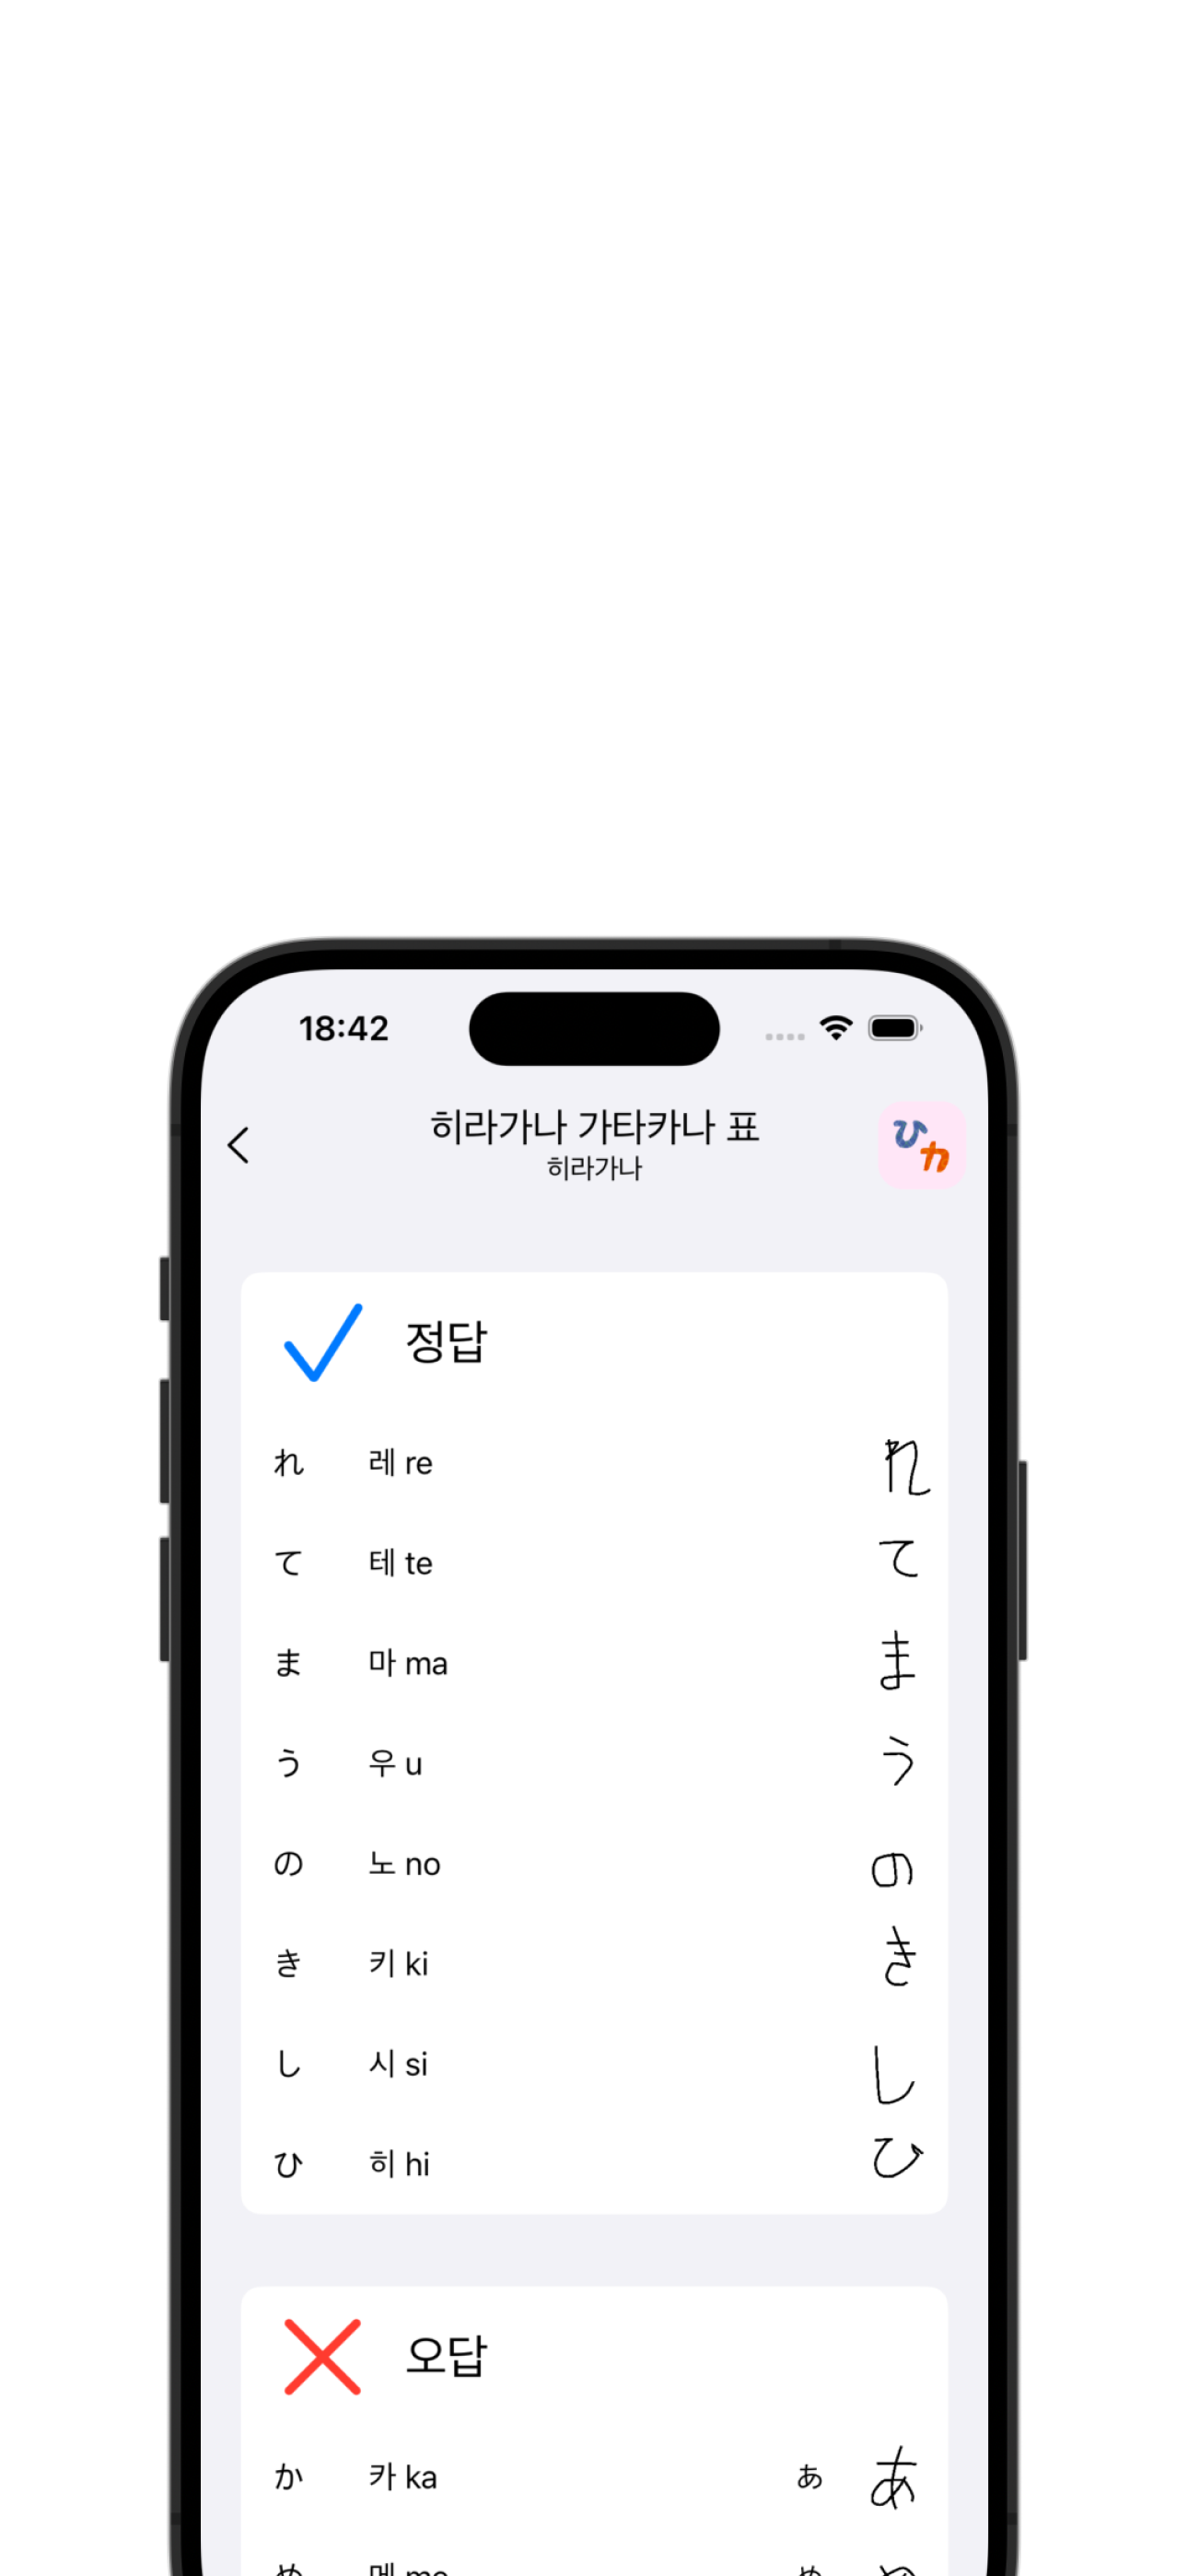 18:42
히라가나 가타카나 표
히라가나
ひ
カ
정답
れ 레 re れ
て 테 te て
ま 마 ma ま
う 우 u う
の 노 no の
き 키 ki き
し 시 si し
ひ 히 hi ひ
오답
か 카 ka あ あ